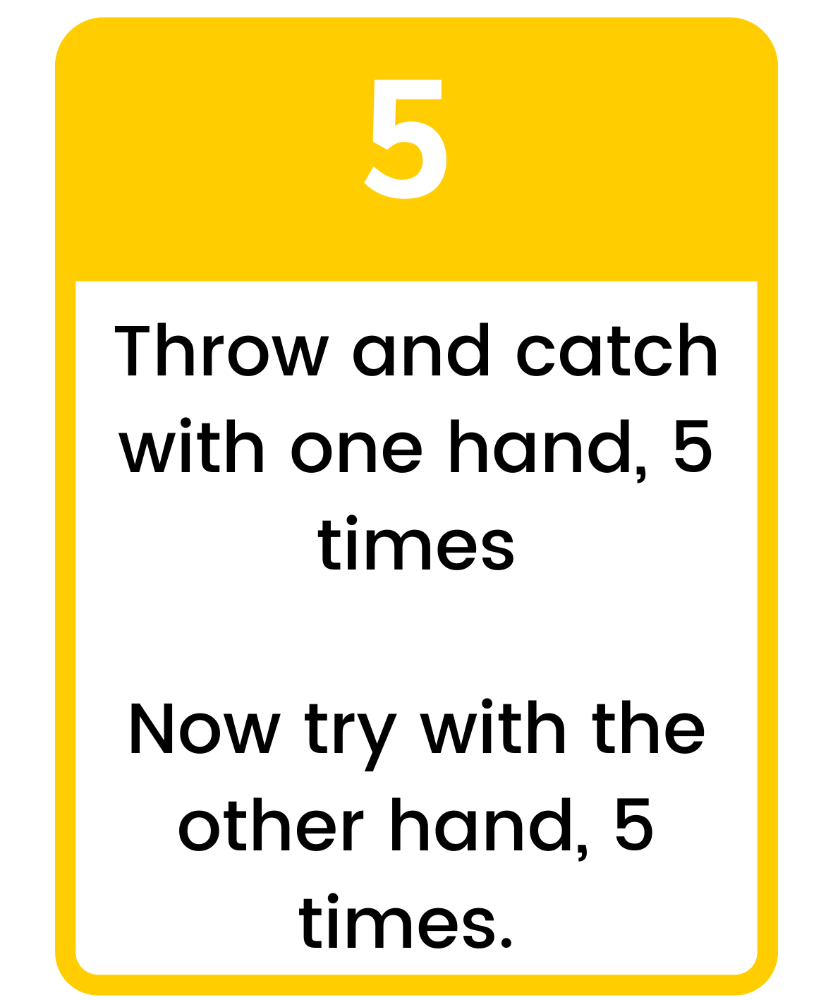 5
Throw and catch
with one hand, 5
times
Now try with the
other hand, 5
times.